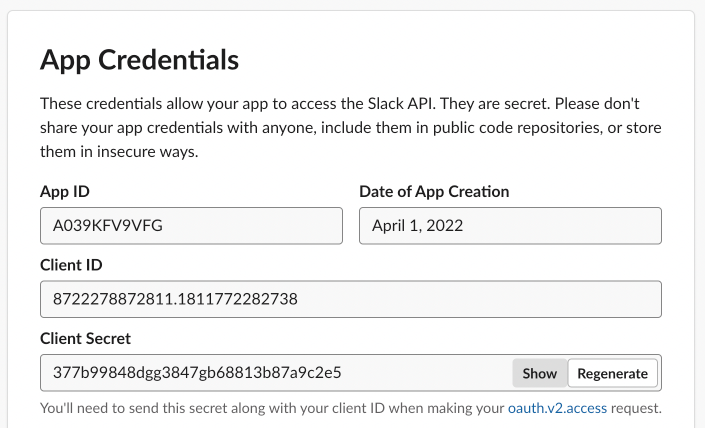 App Credentials
These credentials allow your app to access the Slack API. They are secret. Please don't
share your app credentials with anyone, include them in public code repositories, or store
them in insecure ways.
App ID
Date of App Creation
A039KFV9VFG
April 1, 2022
Client ID
8722278872811.1811772282738
Client Secret
377b99848dgg3847gb68813b87a9c2e5
Show
Regenerate
You'll need to send this secret along with your client ID when making your oauth.v2.access request.